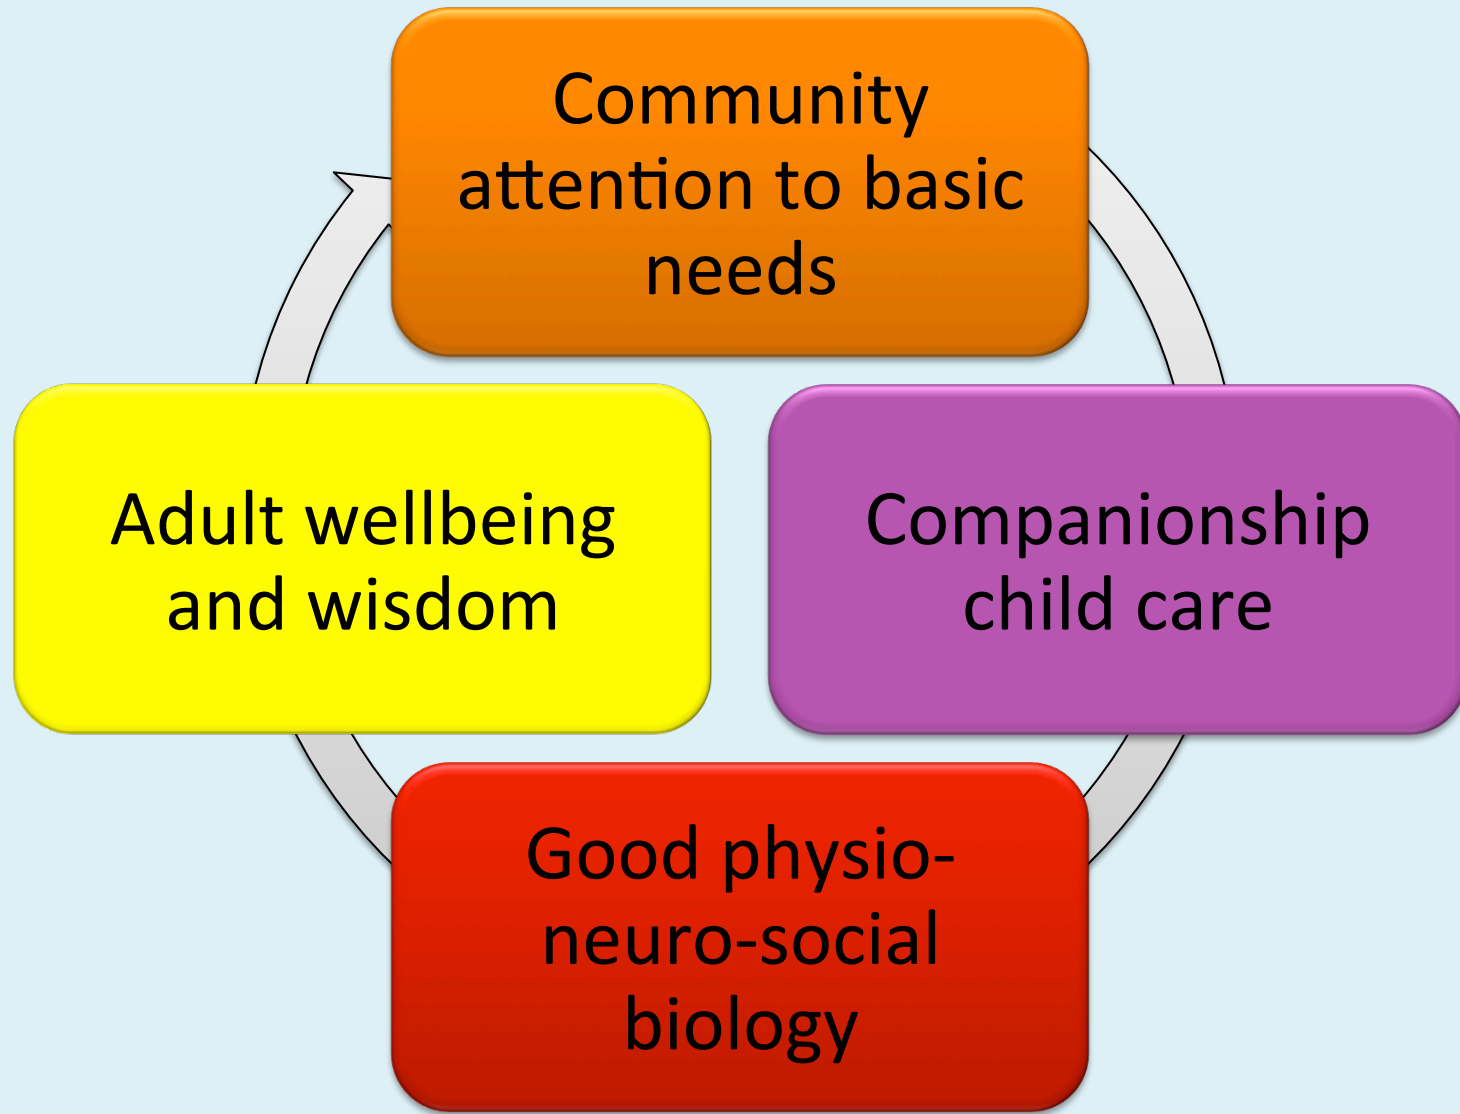 Community
attention to basic
needs
Adult wellbeing
and wisdom
Companionship
child care
Good physio-
neuro-social
biology